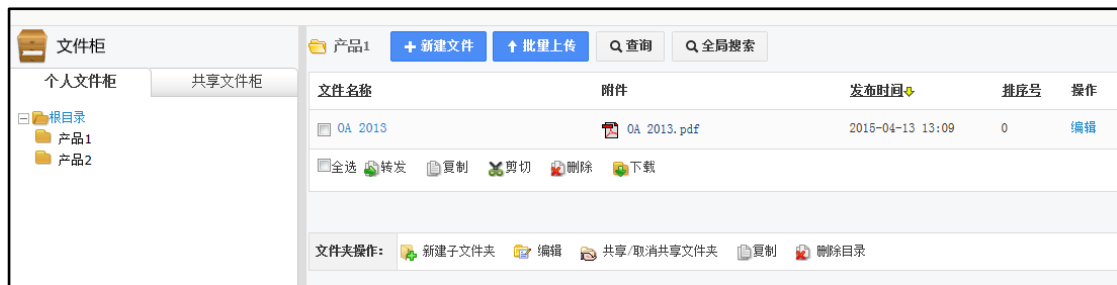 文件柜
个人文件柜 共享文件柜
根目录
产品1
产品2
产品1 新建文件 批量上传 查询 全局搜索
文件名称 附件 发布时间 排序号 操作
OA 2013 OA 2013.pdf 2015-04-13 13:09 0 编辑
全选 转发 复制 剪切 删除 下载
文件夹操作： 新建子文件夹 编辑 共享/取消共享文件夹 复制 删除目录